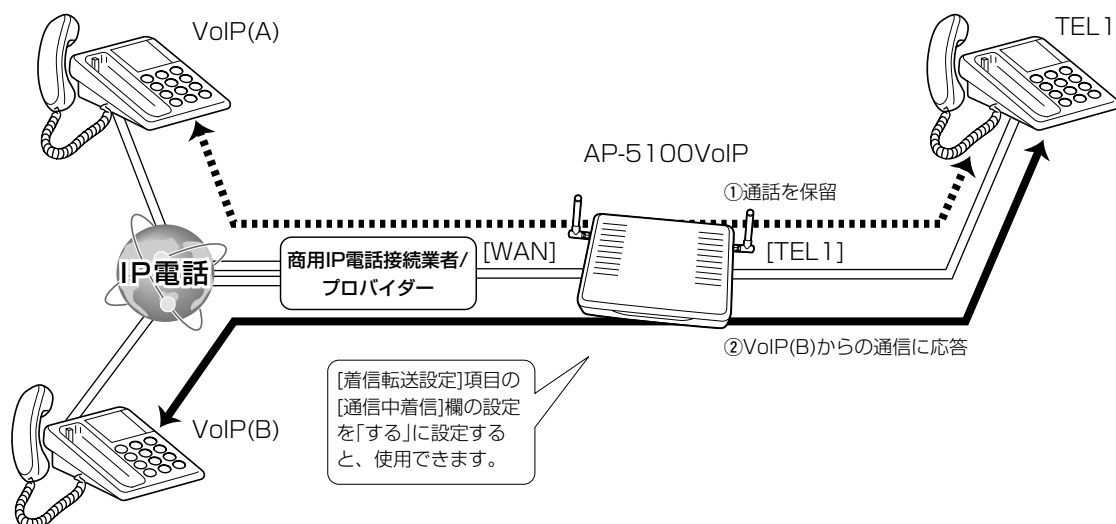 VoIP(A)
TEL1
AP-5100VoIP
①通話を保留
IP電話
商用IP電話接続業者/
プロバイダー
[WAN]
[TEL1]
②VoIP(B)からの通信に応答
[着信転送設定]項目の
[通信中着信]欄の設定
を｢する｣に設定する
と、使用できます。
VoIP(B)